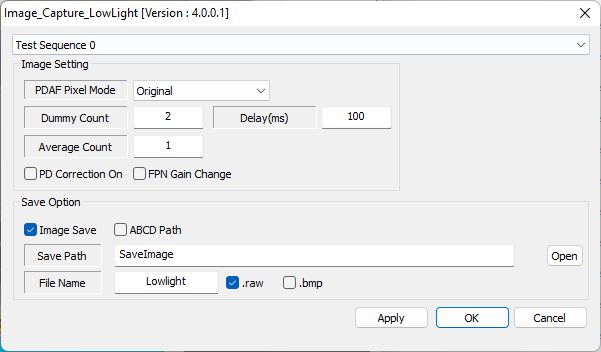 Image_Capture_LowLight [Version : 4.0.0.1]
Test Sequence 0
Image Setting
PDAF Pixel Mode Original
Dummy Count 2 Delay(ms) 100
Average Count 1
PD Correction On FPN Gain Change
Save Option
Image Save ABCD Path
Save Path SaveImage Open
File Name Lowlight .raw .bmp
Apply OK Cancel